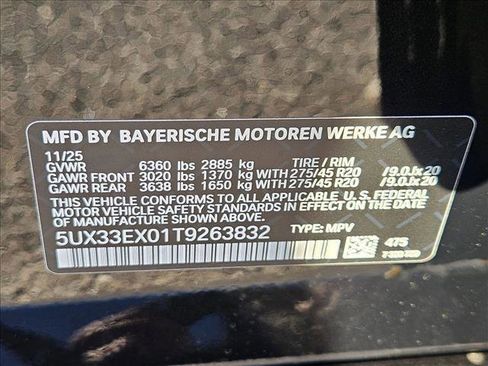 MFD BY BAYERISCHE MOTOREN WERKE AG
11/25
GVWR 6360 lbs 2885 kg TIRE / RIM
GAWR FRONT 3020 lbs 1370 kg WITH 275/45 R20 / 9.0Jx20
GAWR REAR 3638 lbs 1650 kg WITH 275/45 R20 / 9.0Jx20
THIS VEHICLE CONFORMS TO ALL APPLICABLE U.S. FEDERAL
MOTOR VEHICLE SAFETY STANDARDS IN EFFECT ON THE DATE
OF MANUFACTURE SHOWN ABOVE.
5UX33EX01T9263832 TYPE: MPV
475